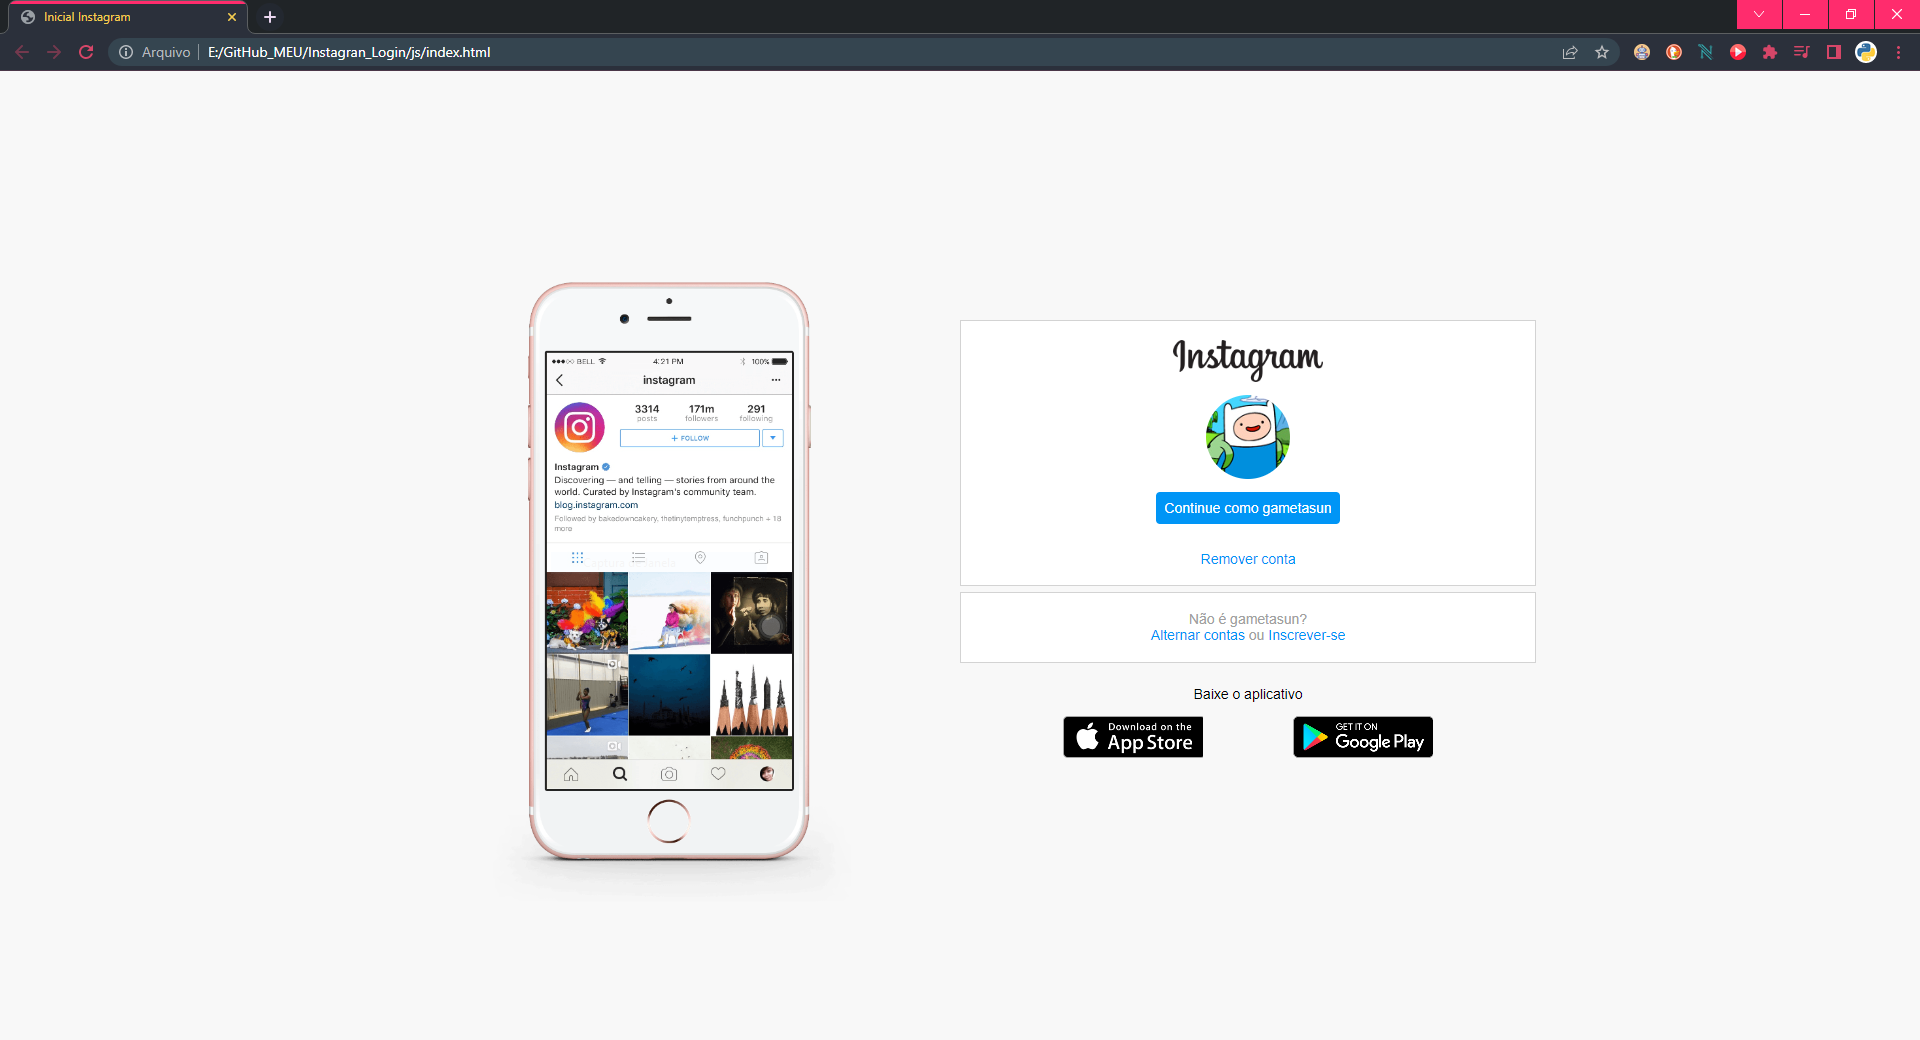 Inicial Instagram
Arquivo
E:/GitHub_MEU/Instagran_Login/js/index.html
BELL
4:21 PM
100%
instagram
3314
171m
291
posts
followers
following
+ FOLLOW
Instagram
Discovering — and telling — stories from around the
world. Curated by Instagram's community team.
blog.instagram.com
Followed by bakedowncakery, thetinytemptress, funchpunch + 18
more
Instagram
Continue como gametasun
Remover conta
Não é gametasun?
Alternar contas ou Inscrever-se
Baixe o aplicativo
Download on the
App Store
GET IT ON
Google Play